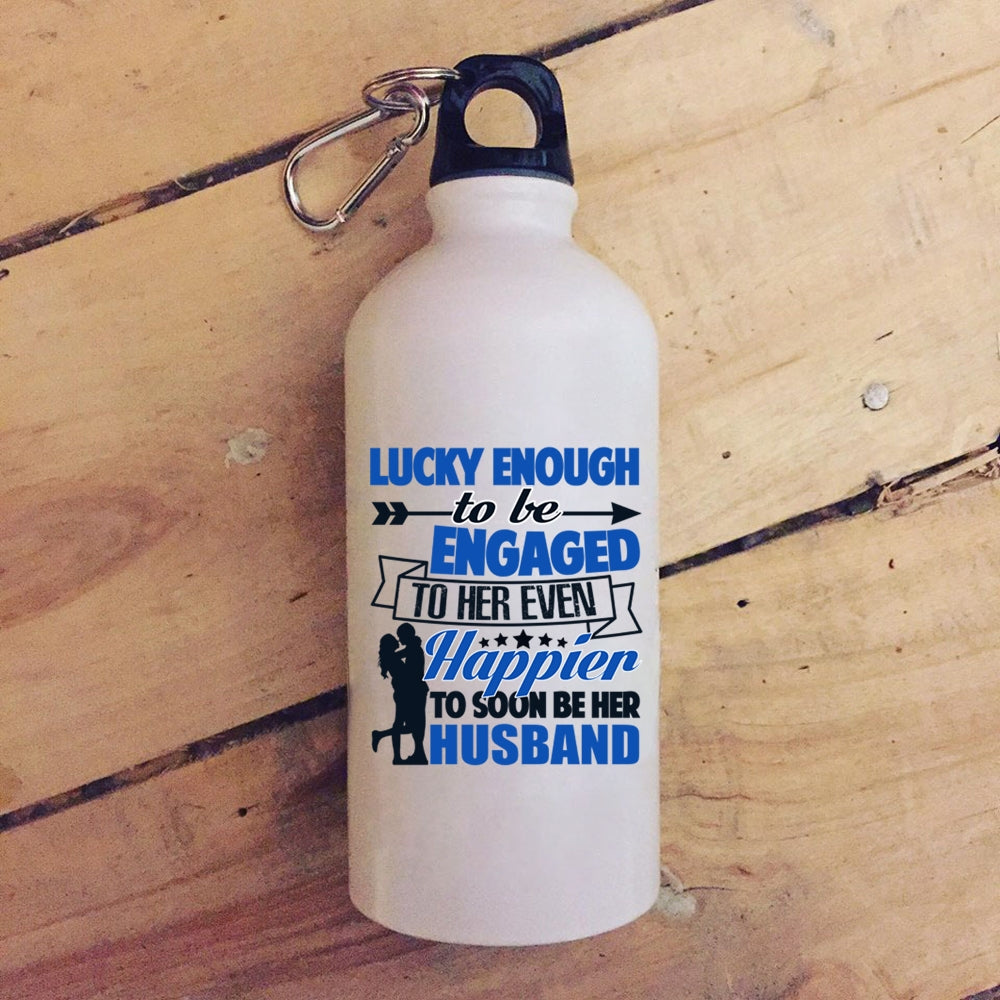 LUCKY ENOUGH
to be
ENGAGED
TO HER EVEN
Happier
TO SOON BE HER
HUSBAND